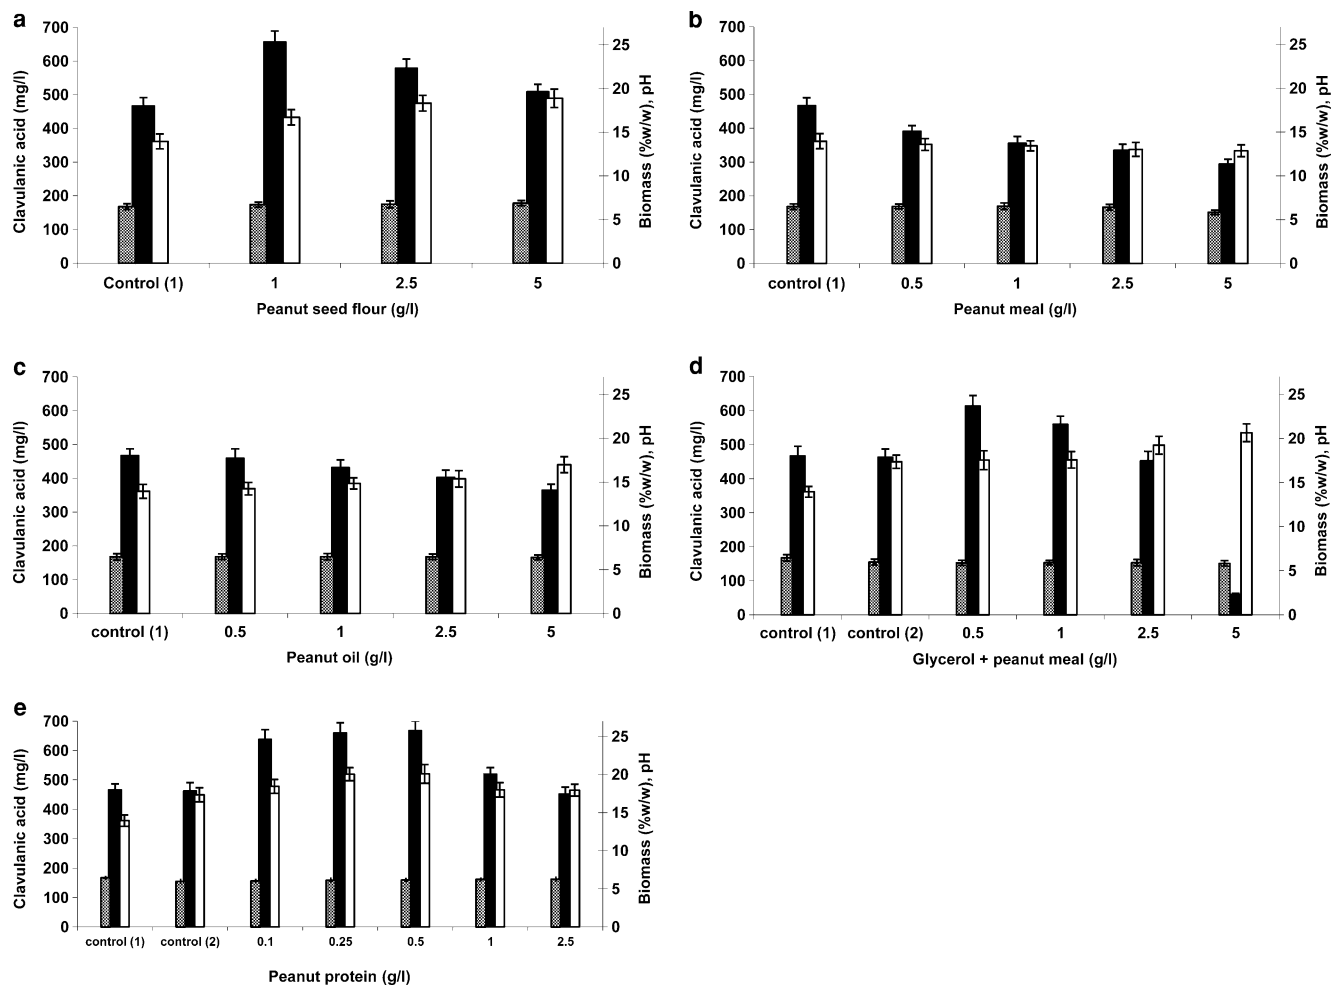 a
Clavulanic acid (mg/l)
700
600
500
400
300
200
100
0
25
20
15
10
5
0
Biomass (%w/w), pH
Control (1) 1 2.5 5
Peanut seed flour (g/l)
b
Clavulanic acid (mg/l)
700
600
500
400
300
200
100
0
25
20
15
10
5
0
Biomass (%w/w), pH
control (1) 0.5 1 2.5 5
Peanut meal (g/l)
c
Clavulanic acid (mg/l)
700
600
500
400
300
200
100
0
25
20
15
10
5
0
Biomass (%w/w), pH
control (1) 0.5 1 2.5 5
Peanut oil (g/l)
d
Clavulanic acid (mg/l)
700
600
500
400
300
200
100
0
25
20
15
10
5
0
Biomass (%w/w), pH
control (1) control (2) 0.5 1 2.5 5
Glycerol + peanut meal (g/l)
e
Clavulanic acid (mg/l)
700
600
500
400
300
200
100
0
25
20
15
10
5
0
Biomass (%w/w), pH
control (1) control (2) 0.1 0.25 0.5 1 2.5
Peanut protein (g/l)